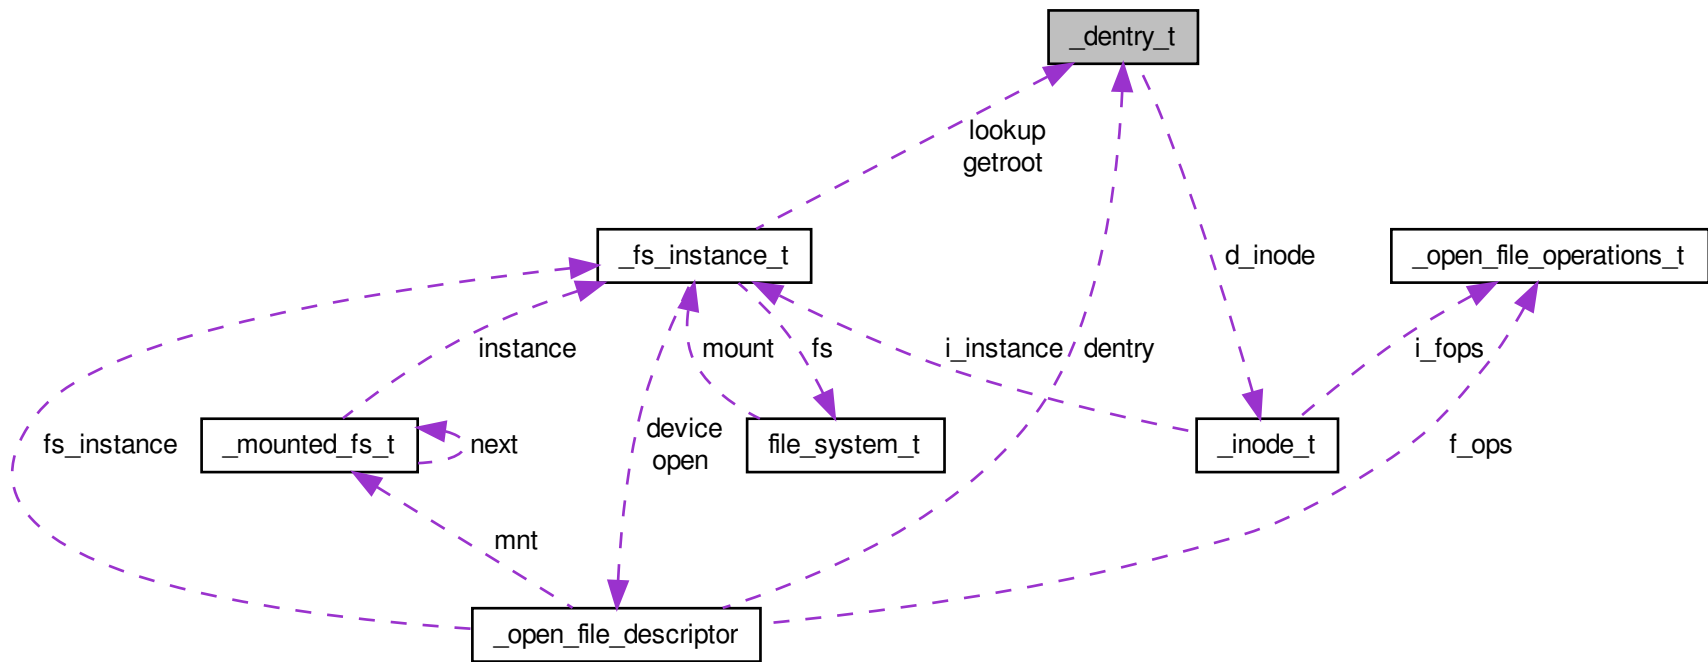 _dentry_t
lookup
getroot
_fs_instance_t
d_inode
_open_file_operations_t
instance
mount
fs
i_instance
dentry
i_fops
fs_instance
_mounted_fs_t
next
device
open
file_system_t
_inode_t
f_ops
mnt
_open_file_descriptor